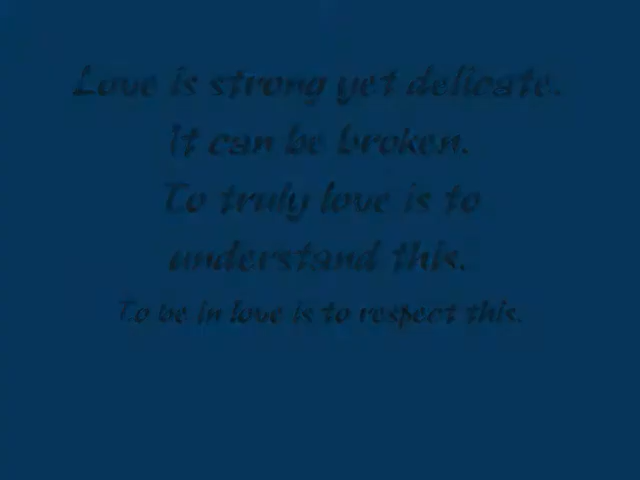 Love is strong yet delicate.
It can be broken.
To truly love is to
understand this.
To be in love is to respect this.